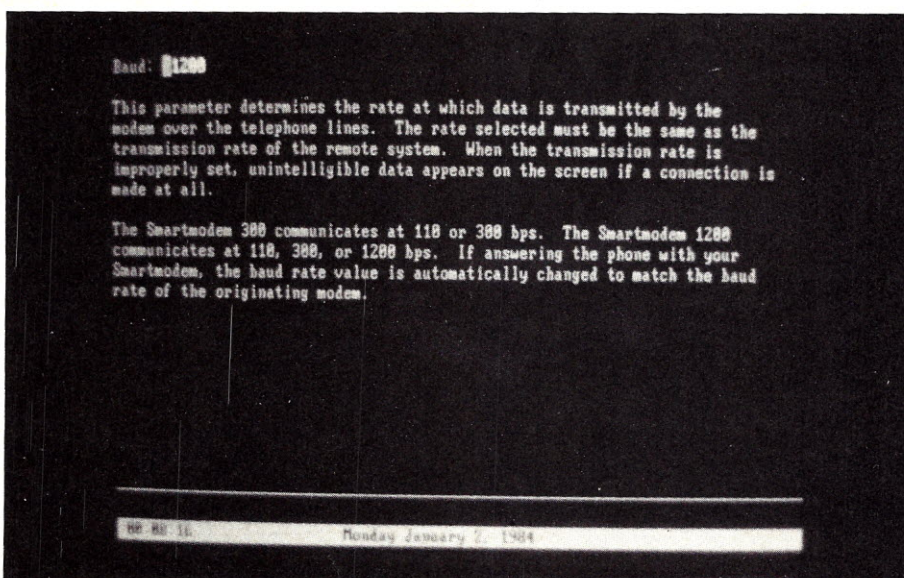 Baud: 1200
This parameter determines the rate at which data is transmitted by the
modem over the telephone lines. The rate selected must be the same as the
transmission rate of the remote system. When the transmission rate is
improperly set, unintelligible data appears on the screen if a connection is
made at all.
The Smartmodem 300 communicates at 110 or 300 bps. The Smartmodem 1200
communicates at 110, 300, or 1200 bps. If answering the phone with your
Smartmodem, the baud rate value is automatically changed to match the baud
rate of the originating modem.
Monday January 2, 1984